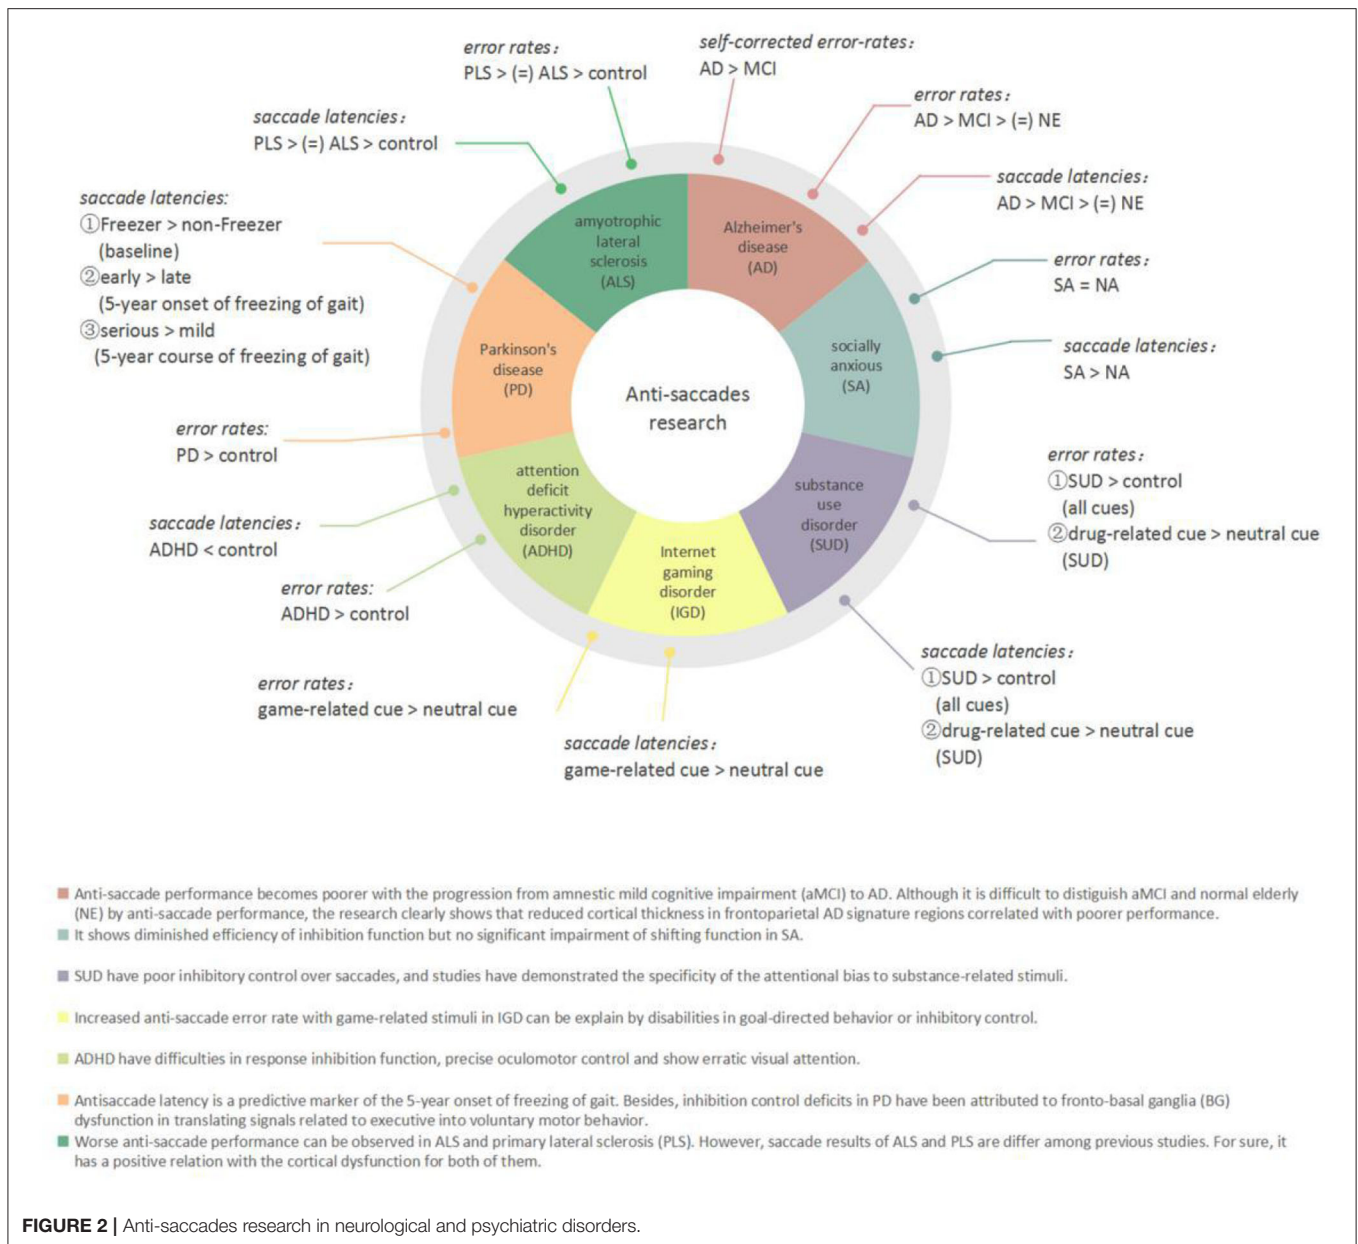 error rates:
PLS > (=) ALS > control
self-corrected error-rates:
AD > MCI
error rates:
AD > MCI > (=) NE
saccade latencies:
PLS > (=) ALS > control
saccade latencies:
AD > MCI > (=) NE
saccade latencies:
①Freezer > non-Freezer
(baseline)
②early > late
(5-year onset of freezing of gait)
③serious > mild
(5-year course of freezing of gait)
error rates:
SA = NA
saccade latencies:
SA > NA
amyotrophic
lateral
sclerosis
(ALS)
Alzheimer's
disease
(AD)
Parkinson's
disease
(PD)
socially
anxious
(SA)
Anti-saccades
research
error rates:
PD > control
error rates:
①SUD > control
(all cues)
②drug-related cue > neutral cue
(SUD)
attention
deficit
hyperactivity
disorder
(ADHD)
substance
use
disorder
(SUD)
Internet
gaming
disorder
(IGD)
saccade latencies:
ADHD < control
error rates:
ADHD > control
saccade latencies:
①SUD > control
(all cues)
②drug-related cue > neutral cue
(SUD)
error rates:
game-related cue > neutral cue
saccade latencies:
game-related cue > neutral cue
Anti-saccade performance becomes poorer with the progression from amnestic mild cognitive impairment (aMCI) to AD. Although it is difficult to distiguish aMCI and normal elderly
(NE) by anti-saccade performance, the research clearly shows that reduced cortical thickness in frontoparietal AD signature regions correlated with poorer performance.
It shows diminished efficiency of inhibition function but no significant impairment of shifting function in SA.
SUD have poor inhibitory control over saccades, and studies have demonstrated the specificity of the attentional bias to substance-related stimuli.
Increased anti-saccade error rate with game-related stimuli in IGD can be explain by disabilities in goal-directed behavior or inhibitory control.
ADHD have difficulties in response inhibition function, precise oculomotor control and show erratic visual attention.
Antisaccade latency is a predictive marker of the 5-year onset of freezing of gait. Besides, inhibition control deficits in PD have been attributed to fronto-basal ganglia (BG)
dysfunction in translating signals related to executive into voluntary motor behavior.
Worse anti-saccade performance can be observed in ALS and primary lateral sclerosis (PLS). However, saccade results of ALS and PLS are differ among previous studies. For sure, it
has a positive relation with the cortical dysfunction for both of them.
FIGURE 2 | Anti-saccades research in neurological and psychiatric disorders.